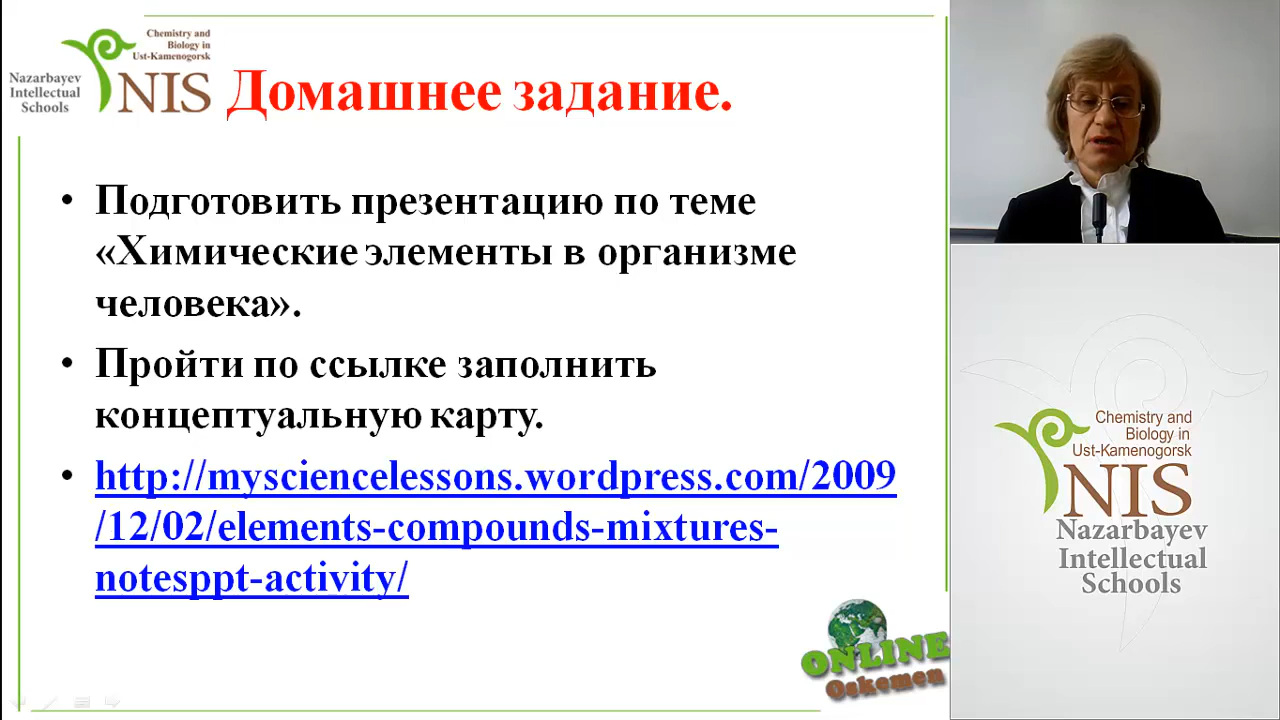 Chemistry and
Biology in
Ust-Kamenogorsk
Nazarbayev
Intellectual
Schools
NIS
Домашнее задание.
• Подготовить презентацию по теме
«Химические элементы в организме
человека».
• Пройти по ссылке заполнить
концептуальную карту.
• http://mysciencelessons.wordpress.com/2009
/12/02/elements-compounds-mixtures-
notesppt-activity/
ONLINE
Oskemen
Chemistry and
Biology in
Ust-Kamenogorsk
NIS
Nazarbayev
Intellectual
Schools